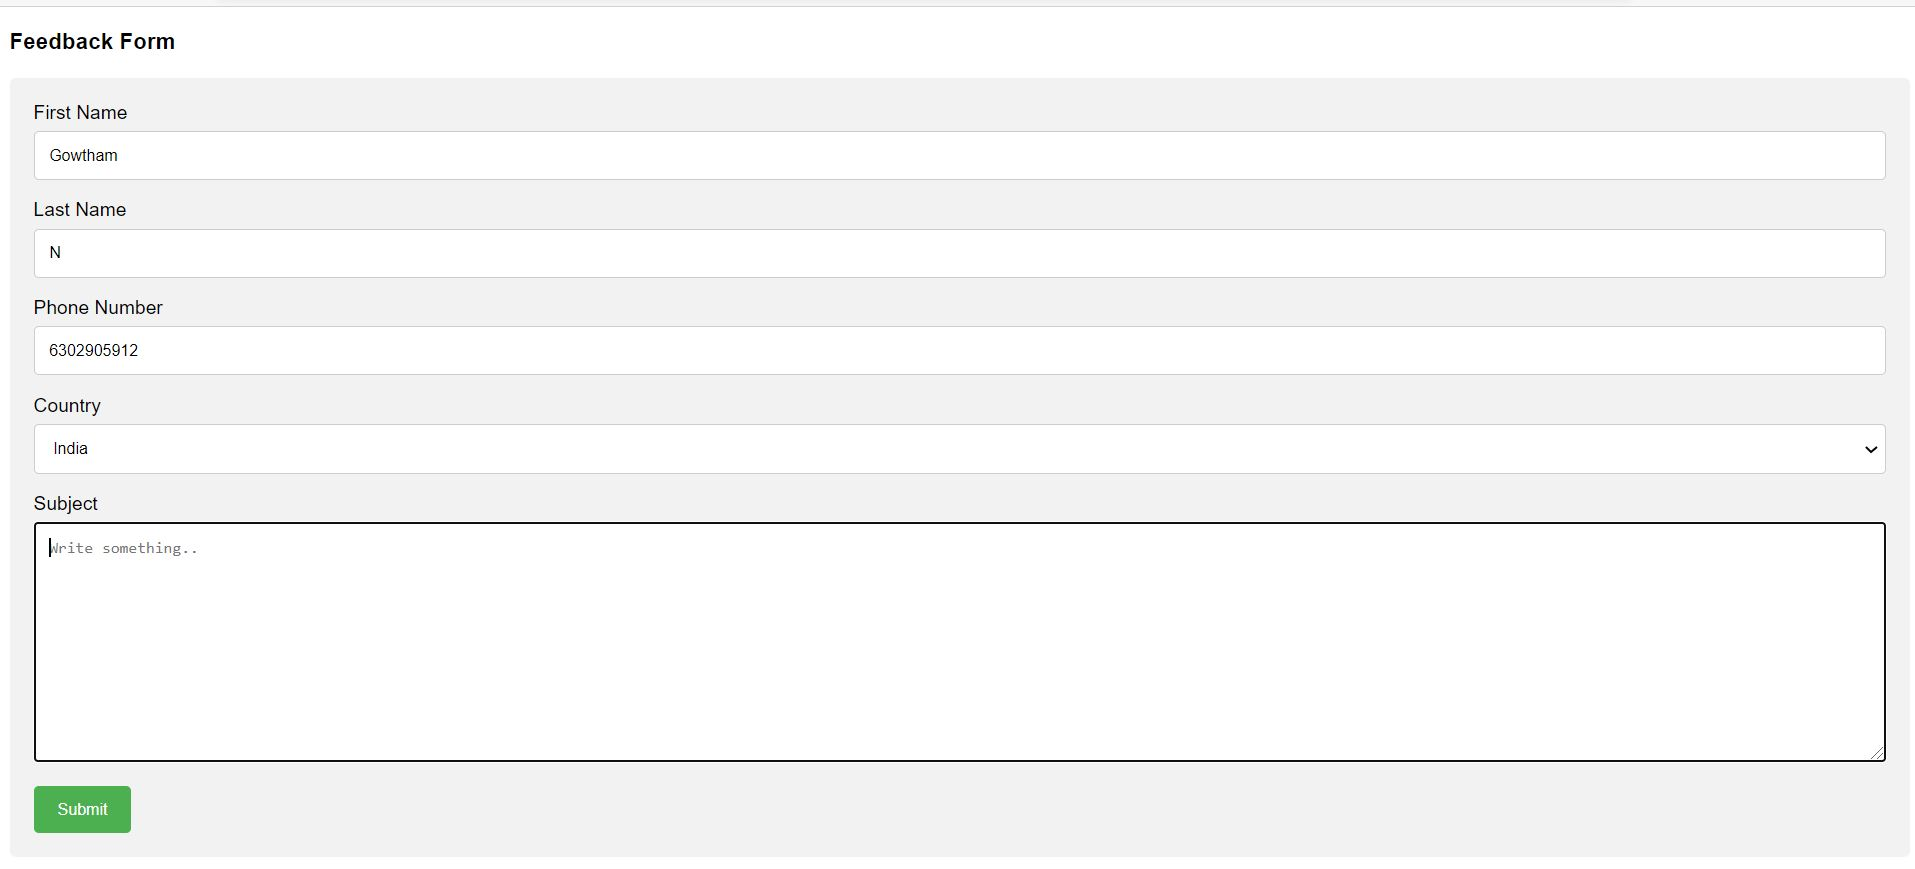 Feedback Form
First Name
Gowtham
Last Name
N
Phone Number
6302905912
Country
India
Subject
Write something..
Submit